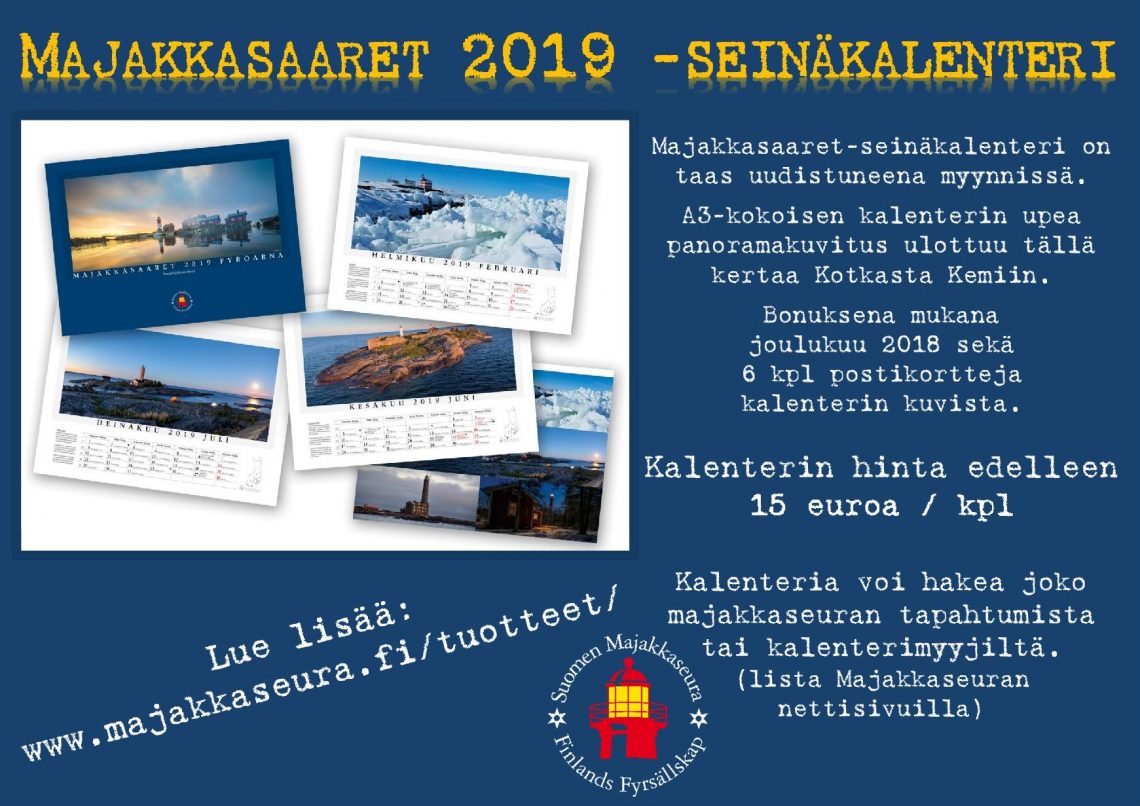 MAJAKKASAARET 2019 -SEINÄKALENTERI
MAJAKKASAARET 2019 FYRÖARNA
HELMIKUU 2019 FEBRUARI
HEINÄKUU 2019 JULI
KESÄKUU 2019 JUNI
Majakkasaaret-seinäkalenteri on
taas uudistuneena myynnissä.
A3-kokoisen kalenterin upea
panoramakuvitus ulottuu tällä
kertaa Kotkasta Kemiin.
Bonuksena mukana
joulukuu 2018 sekä
6 kpl postikortteja
kalenterin kuvista.
Kalenterin hinta edelleen
15 euroa / kpl
Kalenteria voi hakea joko
majakkaseuran tapahtumista
tai kalenterimyyjiltä.
(lista Majakkaseuran
nettisivuilla)
Lue lisää:
www.majakkaseura.fi/tuotteet/
Suomen Majakkaseura
Finlands Fyrsällskap